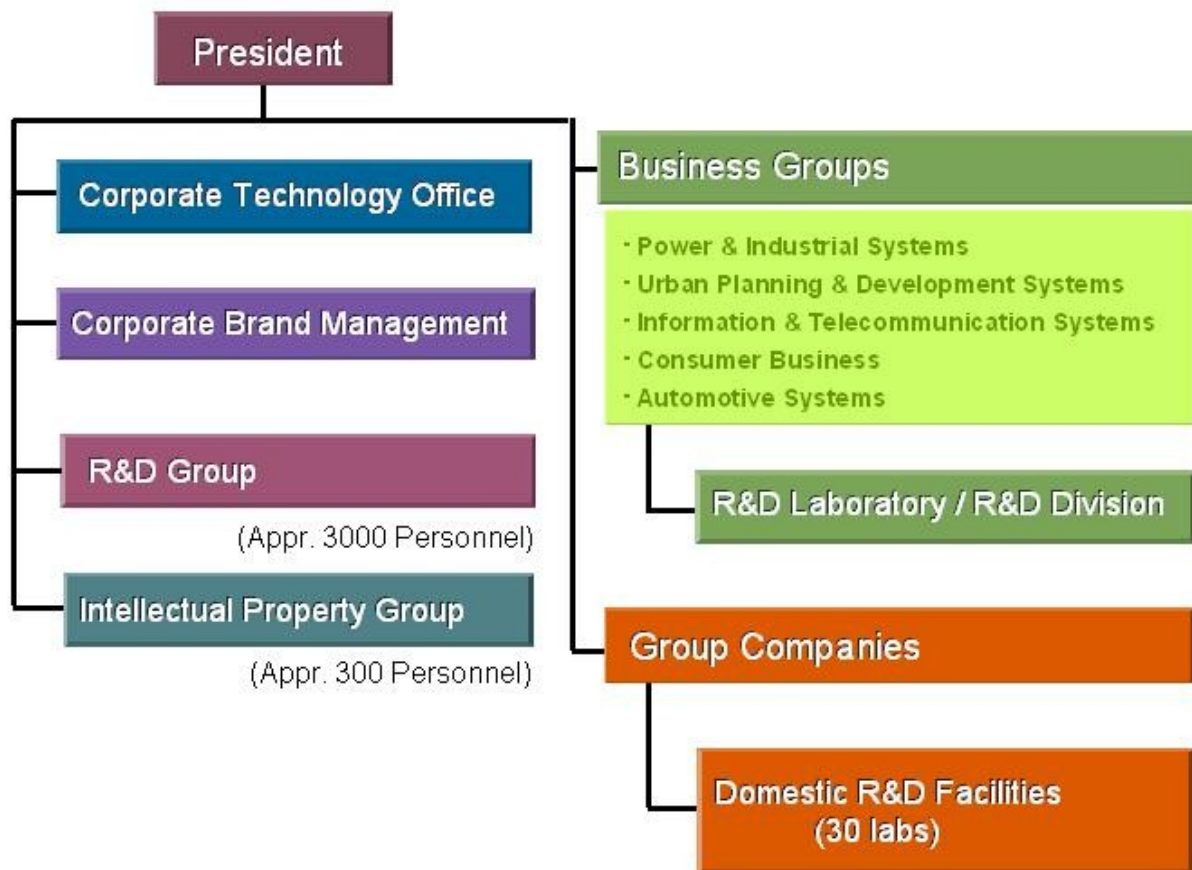 President
Corporate Technology Office
Corporate Brand Management
R&D Group
(Appr. 3000 Personnel)
Intellectual Property Group
(Appr. 300 Personnel)
Business Groups
· Power & Industrial Systems
· Urban Planning & Development Systems
· Information & Telecommunication Systems
· Consumer Business
· Automotive Systems
R&D Laboratory / R&D Division
Group Companies
Domestic R&D Facilities
(30 labs)